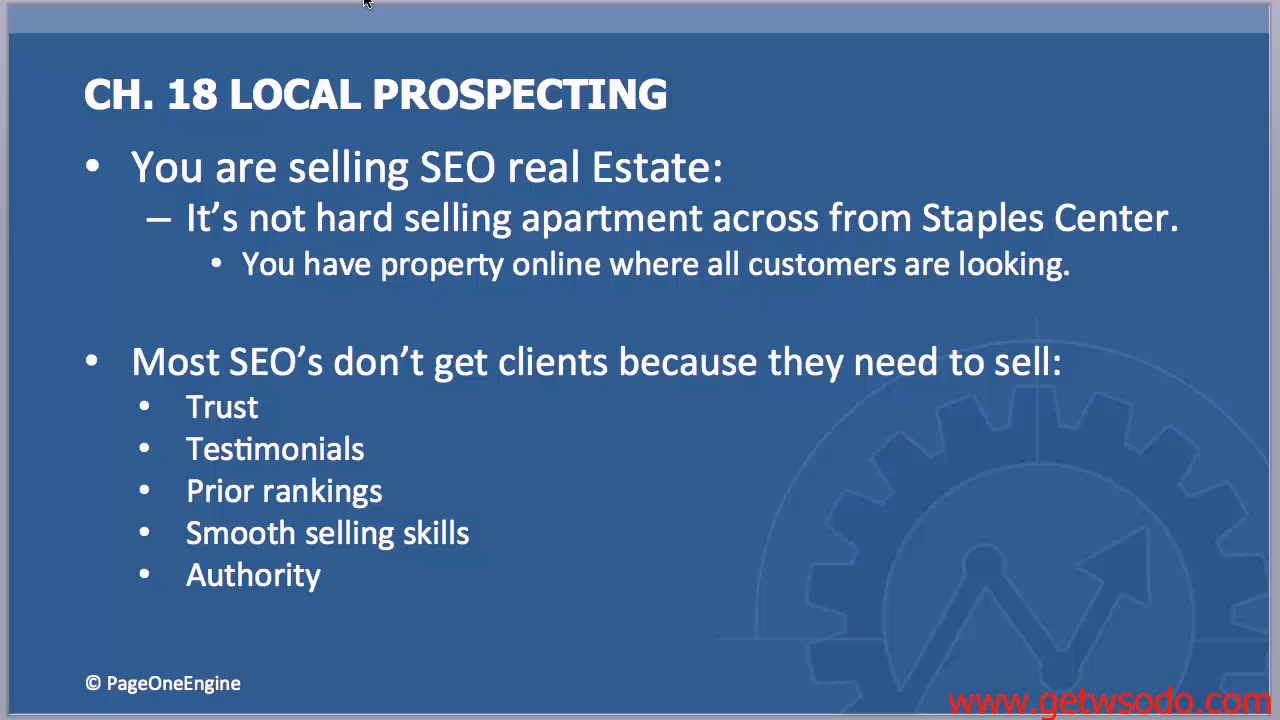 CH. 18 LOCAL PROSPECTING
• You are selling SEO real Estate:
– It’s not hard selling apartment across from Staples Center.
• You have property online where all customers are looking.
• Most SEO’s don’t get clients because they need to sell:
• Trust
• Testimonials
• Prior rankings
• Smooth selling skills
• Authority
© PageOneEngine
www.getwsodo.com